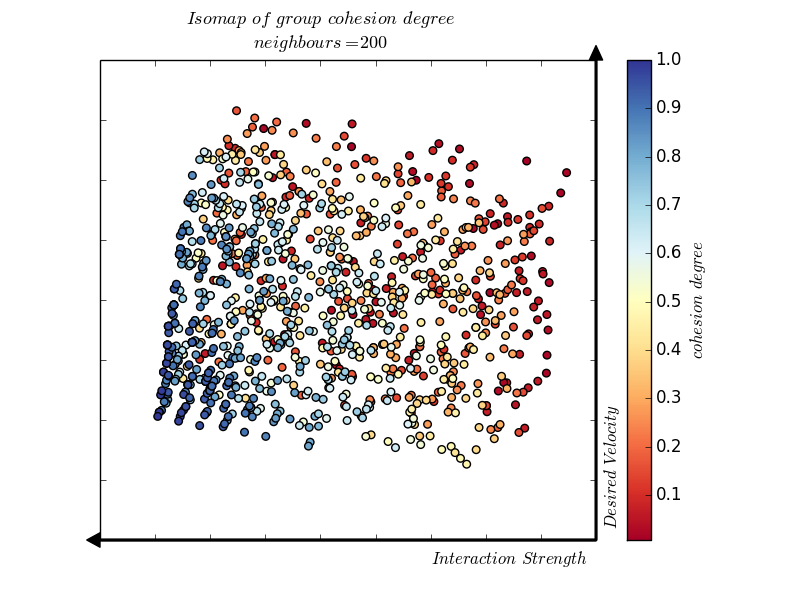 Isomap of group cohesion degree
neighbours =200
1.0
0.9
0.8
0.7
0.6
0.5
0.4
0.3
0.2
0.1
cohesion degree
Desired Velocity
Interaction Strength